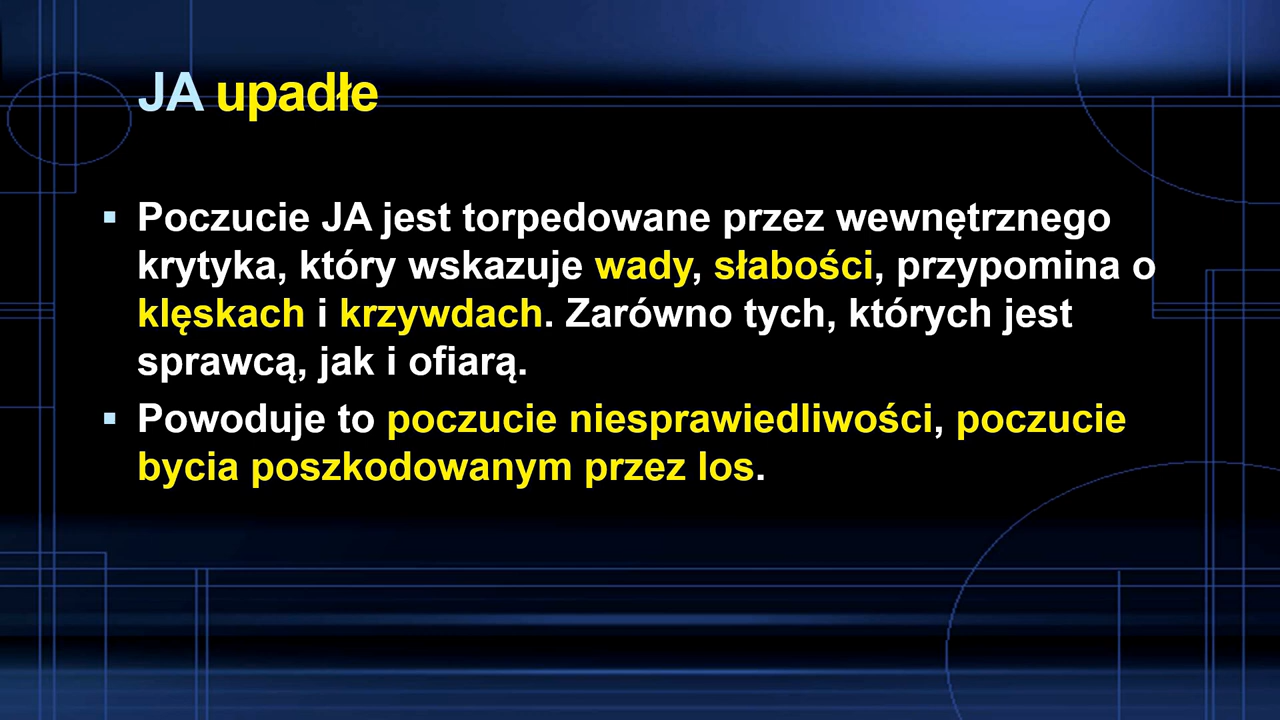 JA upadłe
▪ Poczucie JA jest torpedowane przez wewnętrznego
krytyka, który wskazuje wady, słabości, przypomina o
klęskach i krzywdach. Zarówno tych, których jest
sprawcą, jak i ofiarą.
▪ Powoduje to poczucie niesprawiedliwości, poczucie
bycia poszkodowanym przez los.